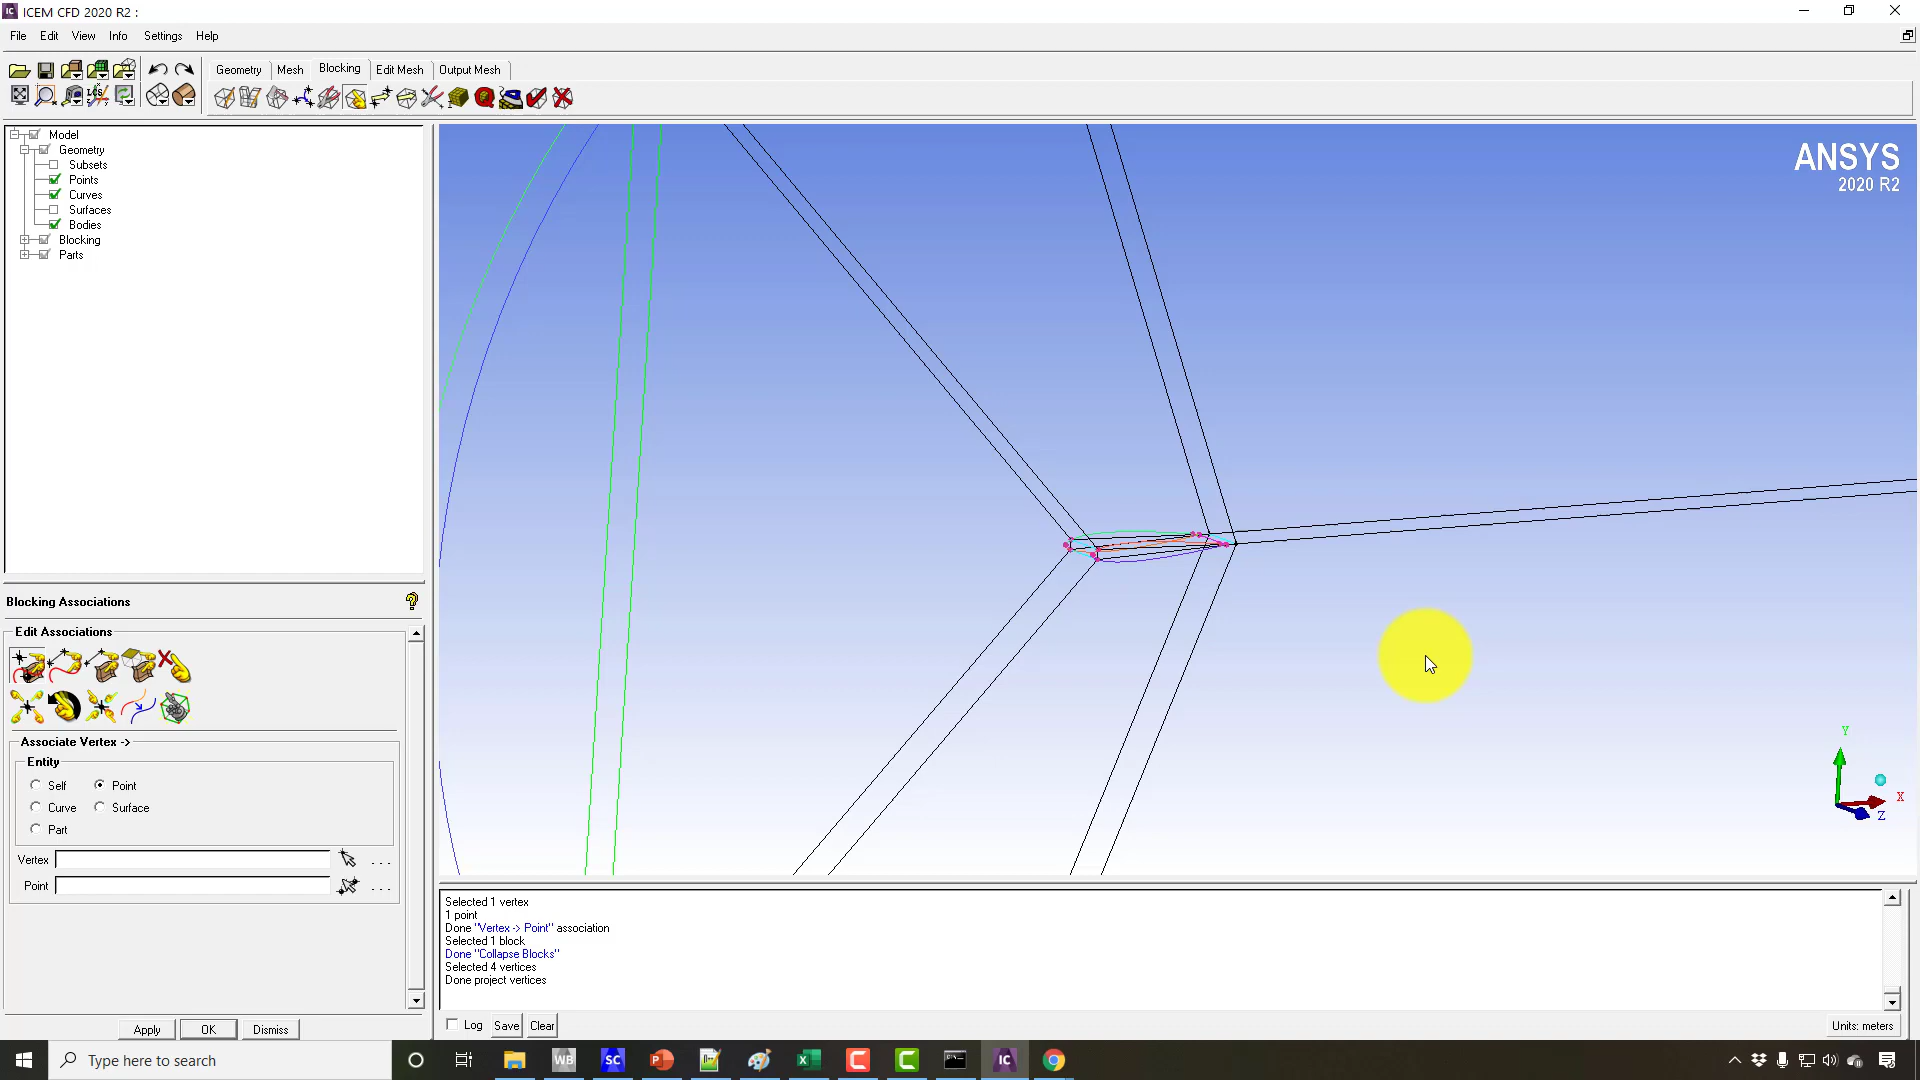 ICEM CFD 2020 R2 :
File Edit View Info Settings Help
Geometry Mesh Blocking Edit Mesh Output Mesh
Model
Geometry
Subsets
Points
Curves
Surfaces
Bodies
Blocking
Parts
ANSYS
2020 R2
Blocking Associations
Edit Associations
Associate Vertex ->
Entity
Self Point
Curve Surface
Part
Vertex
Point
Apply OK Dismiss
Y
X
Z
Selected 1 vertex
1 point
Done "Vertex -> Point" association
Selected 1 block
Done "Collapse Blocks"
Selected 4 vertices
Done project vertices
Log Save Clear
Units: meters
Type here to search